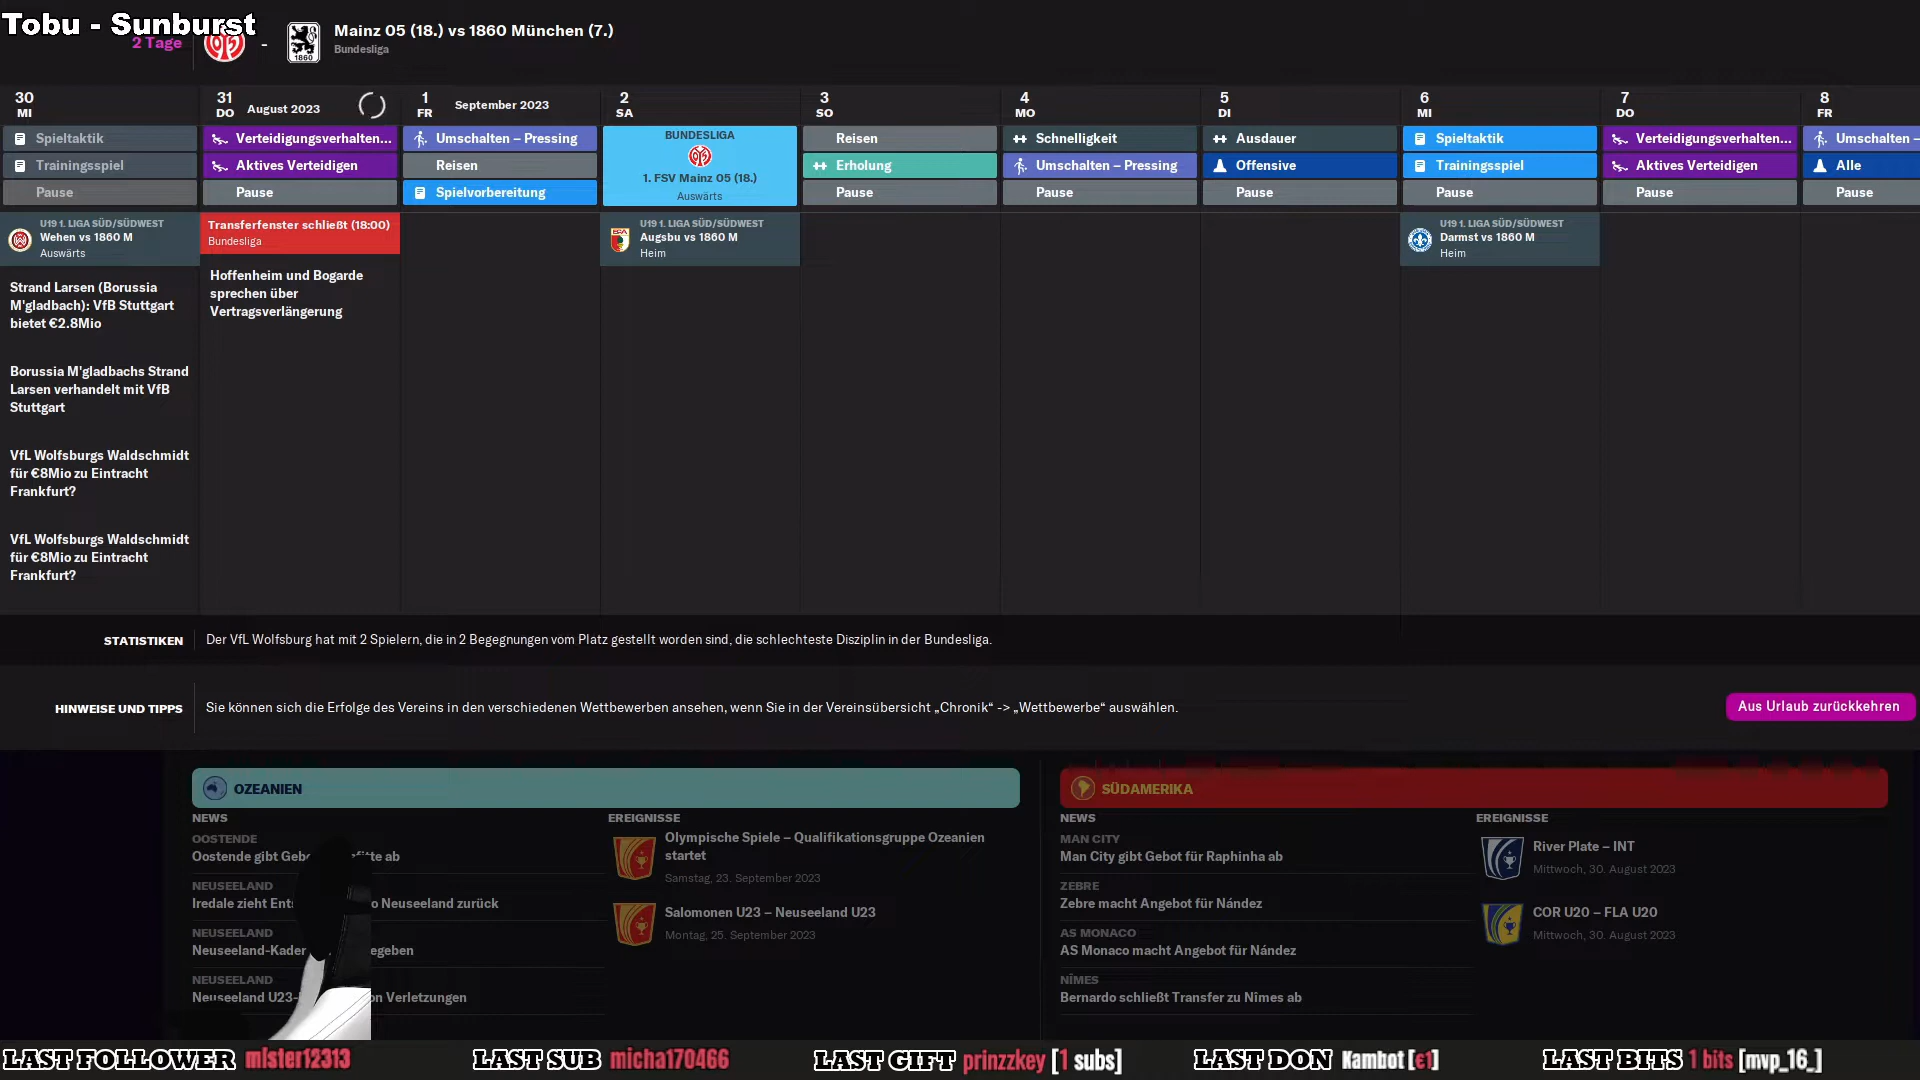 Tobu - Sunburst
2 Tage
-
Mainz 05 (18.) vs 1860 München (7.)
Bundesliga
1860
30
MI
31
DO
August 2023
1
FR
September 2023
2
SA
3
SO
4
MO
5
DI
6
MI
7
DO
8
FR
Spieltaktik
Trainingsspiel
Pause
Verteidigungsverhalten...
Aktives Verteidigen
Pause
Umschalten – Pressing
Reisen
Spielvorbereitung
BUNDESLIGA
1. FSV Mainz 05 (18.)
Auswärts
Reisen
Erholung
Pause
Schnelligkeit
Umschalten – Pressing
Pause
Ausdauer
Offensive
Pause
Spieltaktik
Trainingsspiel
Pause
Verteidigungsverhalten...
Aktives Verteidigen
Pause
Umschalten –
Alle
Pause
U19 1. LIGA SÜD/SÜDWEST
Wehen vs 1860 M
Auswärts
Transferfenster schließt (18:00)
Bundesliga
U19 1. LIGA SÜD/SÜDWEST
Augsbu vs 1860 M
Heim
U19 1. LIGA SÜD/SÜDWEST
Darmst vs 1860 M
Heim
Strand Larsen (Borussia
M'gladbach): VfB Stuttgart
bietet €2.8Mio
Borussia M'gladbachs Strand
Larsen verhandelt mit VfB
Stuttgart
VfL Wolfsburgs Waldschmidt
für €8Mio zu Eintracht
Frankfurt?
VfL Wolfsburgs Waldschmidt
für €8Mio zu Eintracht
Frankfurt?
Hoffenheim und Bogarde
sprechen über
Vertragsverlängerung
STATISTIKEN
Der VfL Wolfsburg hat mit 2 Spielern, die in 2 Begegnungen vom Platz gestellt worden sind, die schlechteste Disziplin in der Bundesliga.
HINWEISE UND TIPPS
Sie können sich die Erfolge des Vereins in den verschiedenen Wettbewerben ansehen, wenn Sie in der Vereinsübersicht „Chronik“ -> „Wettbewerbe“ auswählen.
Aus Urlaub zurückkehren
OZEANIEN
NEWS
OOSTENDE
Oostende gibt ab
NEUSEELAND
Iredale zieht Neuseeland zurück
NEUSEELAND
Neuseeland-Kader
NEUSEELAND
Neuseeland U23- Verletzungen
EREIGNISSE
Olympische Spiele – Qualifikationsgruppe Ozeanien
startet
Samstag, 23. September 2023
Salomonen U23 – Neuseeland U23
Montag, 25. September 2023
SÜDAMERIKA
NEWS
MAN CITY
Man City gibt Gebot für Raphinha ab
ZEBRE
Zebre macht Angebot für Nández
AS MONACO
AS Monaco macht Angebot für Nández
NÎMES
Bernardo schließt Transfer zu Nîmes ab
EREIGNISSE
River Plate – INT
Mittwoch, 30. August 2023
COR U20 – FLA U20
Mittwoch, 30. August 2023
LAST FOLLOWER mister12313
LAST SUB micha170466
LAST GIFT prinzzkey [1 subs]
LAST DON Kambot [€1]
LAST BITS 1 bits [mvp_16_]